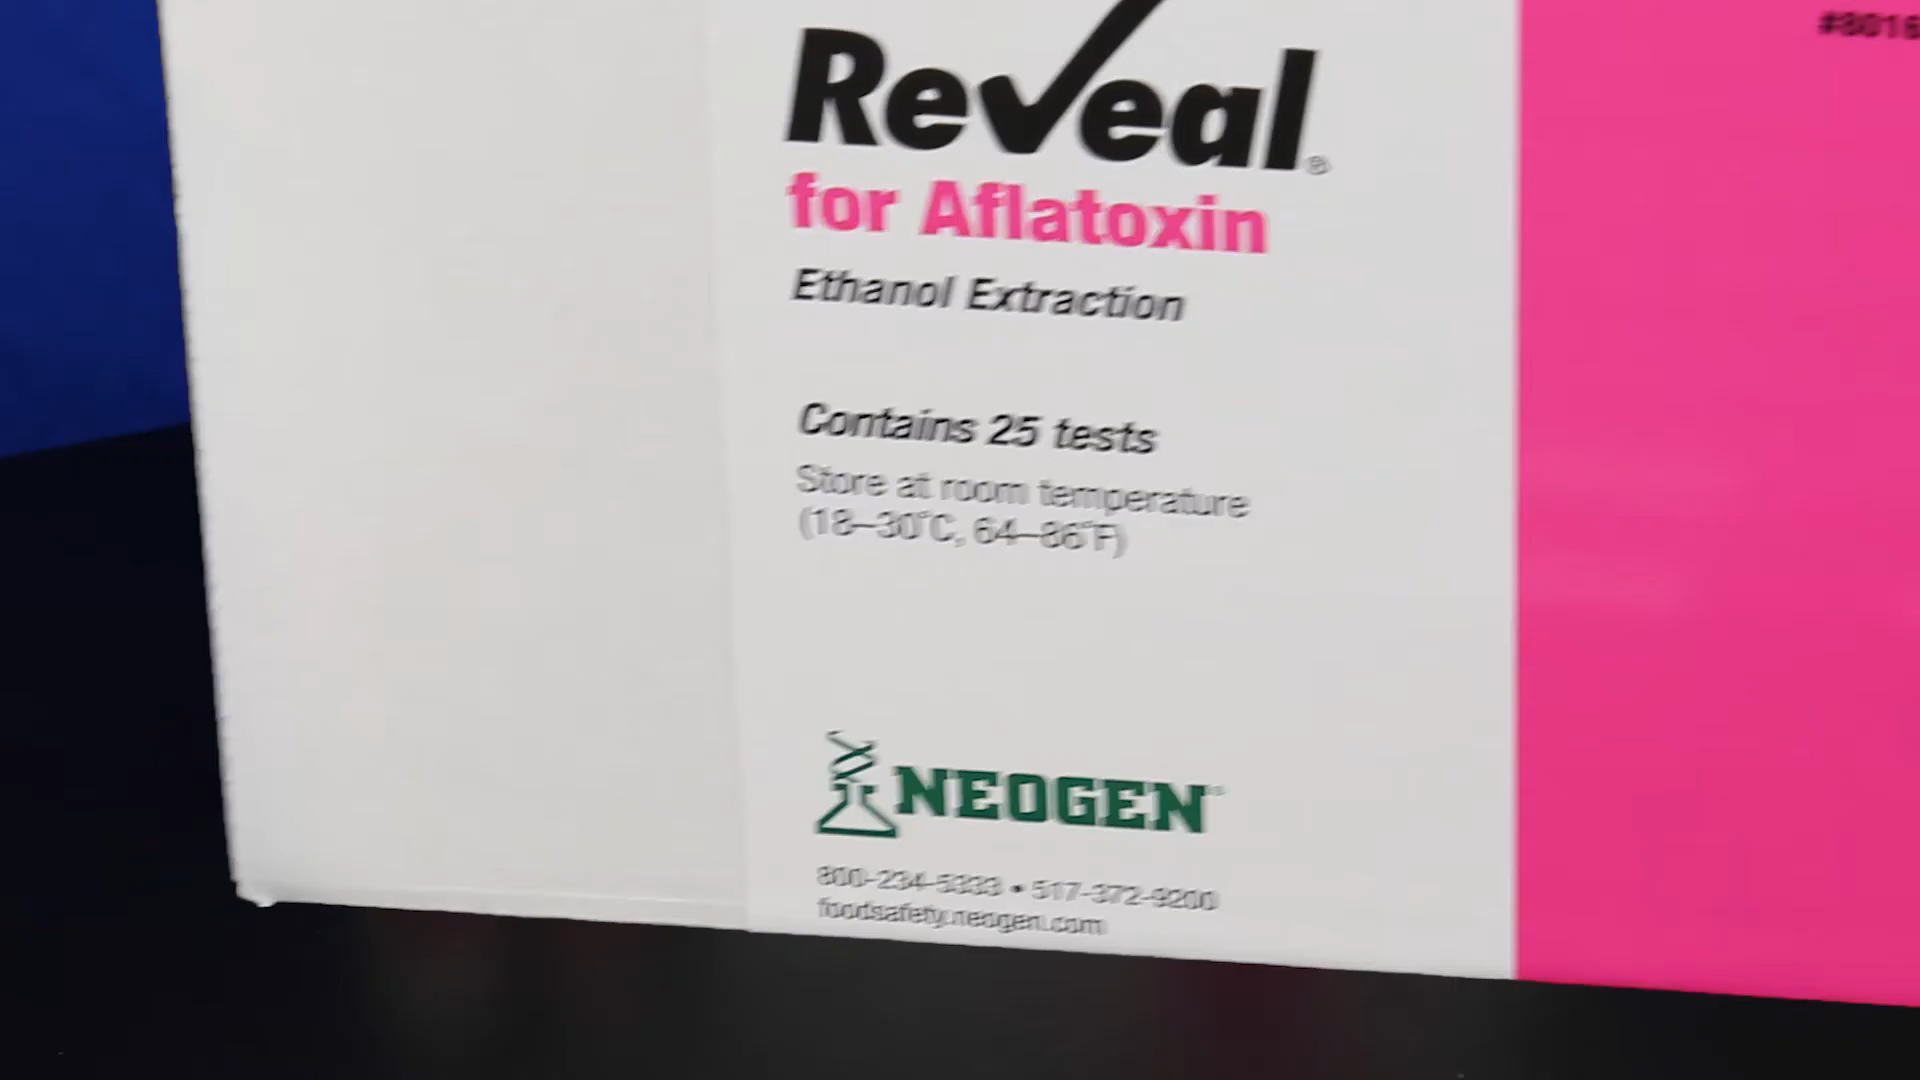 #8016
Reveal®
for Aflatoxin
Ethanol Extraction
Contains 25 tests
Store at room temperature
(18–30°C, 64–86°F)
NEOGEN
800-234-5333 • 517-372-9200
foodsafety.neogen.com